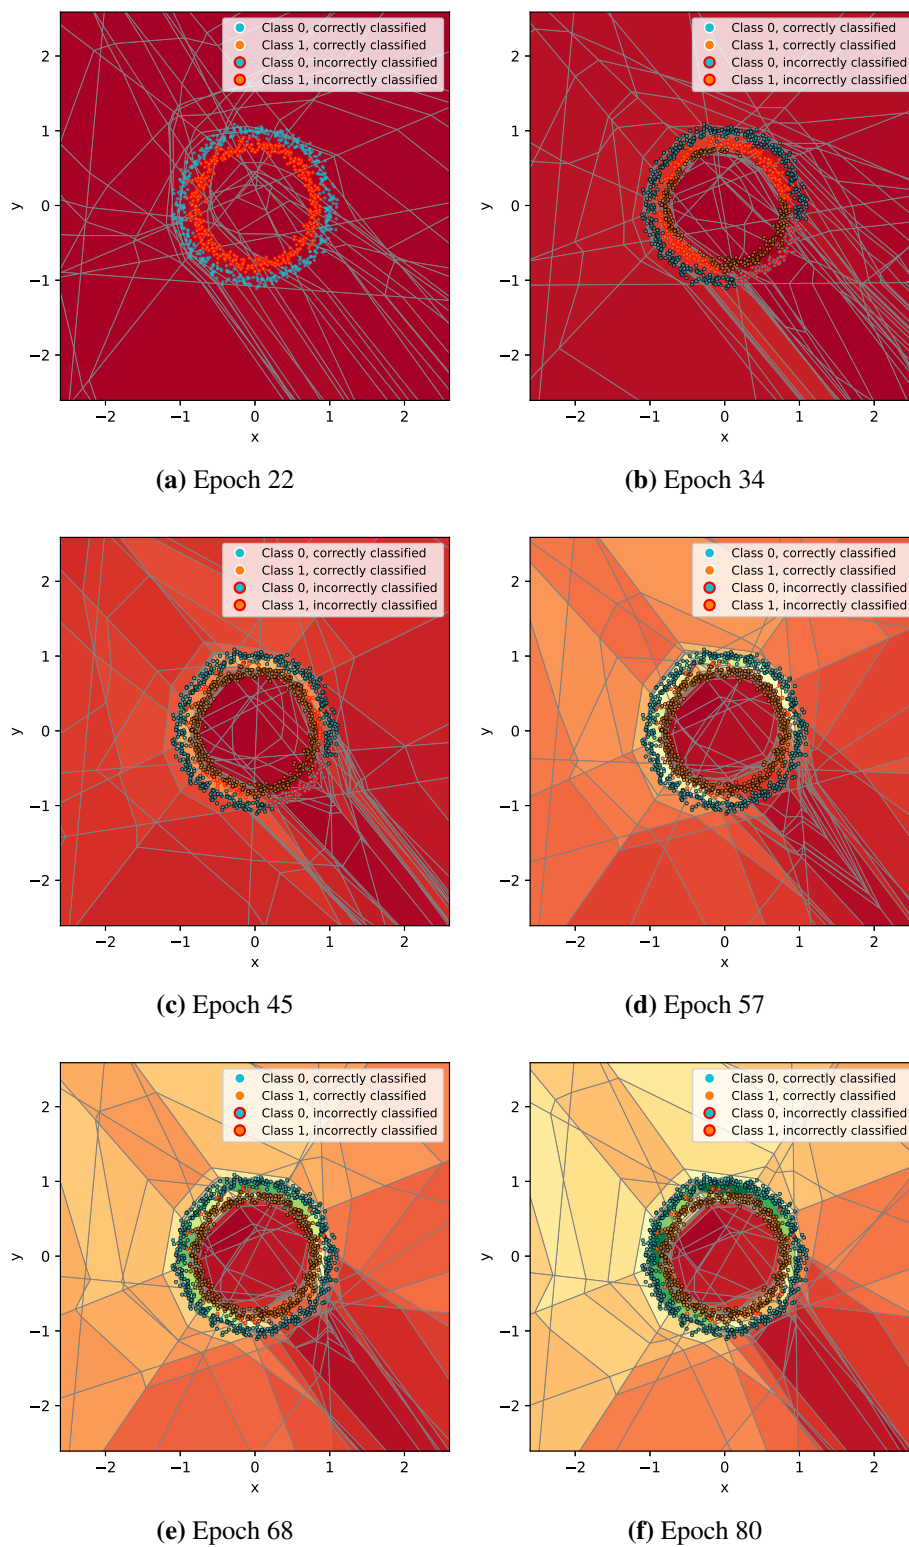 Class 0, correctly classified
Class 1, correctly classified
Class 0, incorrectly classified
Class 1, incorrectly classified
2
1
0
−1
−2
y
−2 −1 0 1 2
x
(a) Epoch 22
Class 0, correctly classified
Class 1, correctly classified
Class 0, incorrectly classified
Class 1, incorrectly classified
2
1
0
−1
−2
y
−2 −1 0 1 2
x
(b) Epoch 34
Class 0, correctly classified
Class 1, correctly classified
Class 0, incorrectly classified
Class 1, incorrectly classified
2
1
0
−1
−2
y
−2 −1 0 1 2
x
(c) Epoch 45
Class 0, correctly classified
Class 1, correctly classified
Class 0, incorrectly classified
Class 1, incorrectly classified
2
1
0
−1
−2
y
−2 −1 0 1 2
x
(d) Epoch 57
Class 0, correctly classified
Class 1, correctly classified
Class 0, incorrectly classified
Class 1, incorrectly classified
2
1
0
−1
−2
y
−2 −1 0 1 2
x
(e) Epoch 68
Class 0, correctly classified
Class 1, correctly classified
Class 0, incorrectly classified
Class 1, incorrectly classified
2
1
0
−1
−2
y
−2 −1 0 1 2
x
(f) Epoch 80